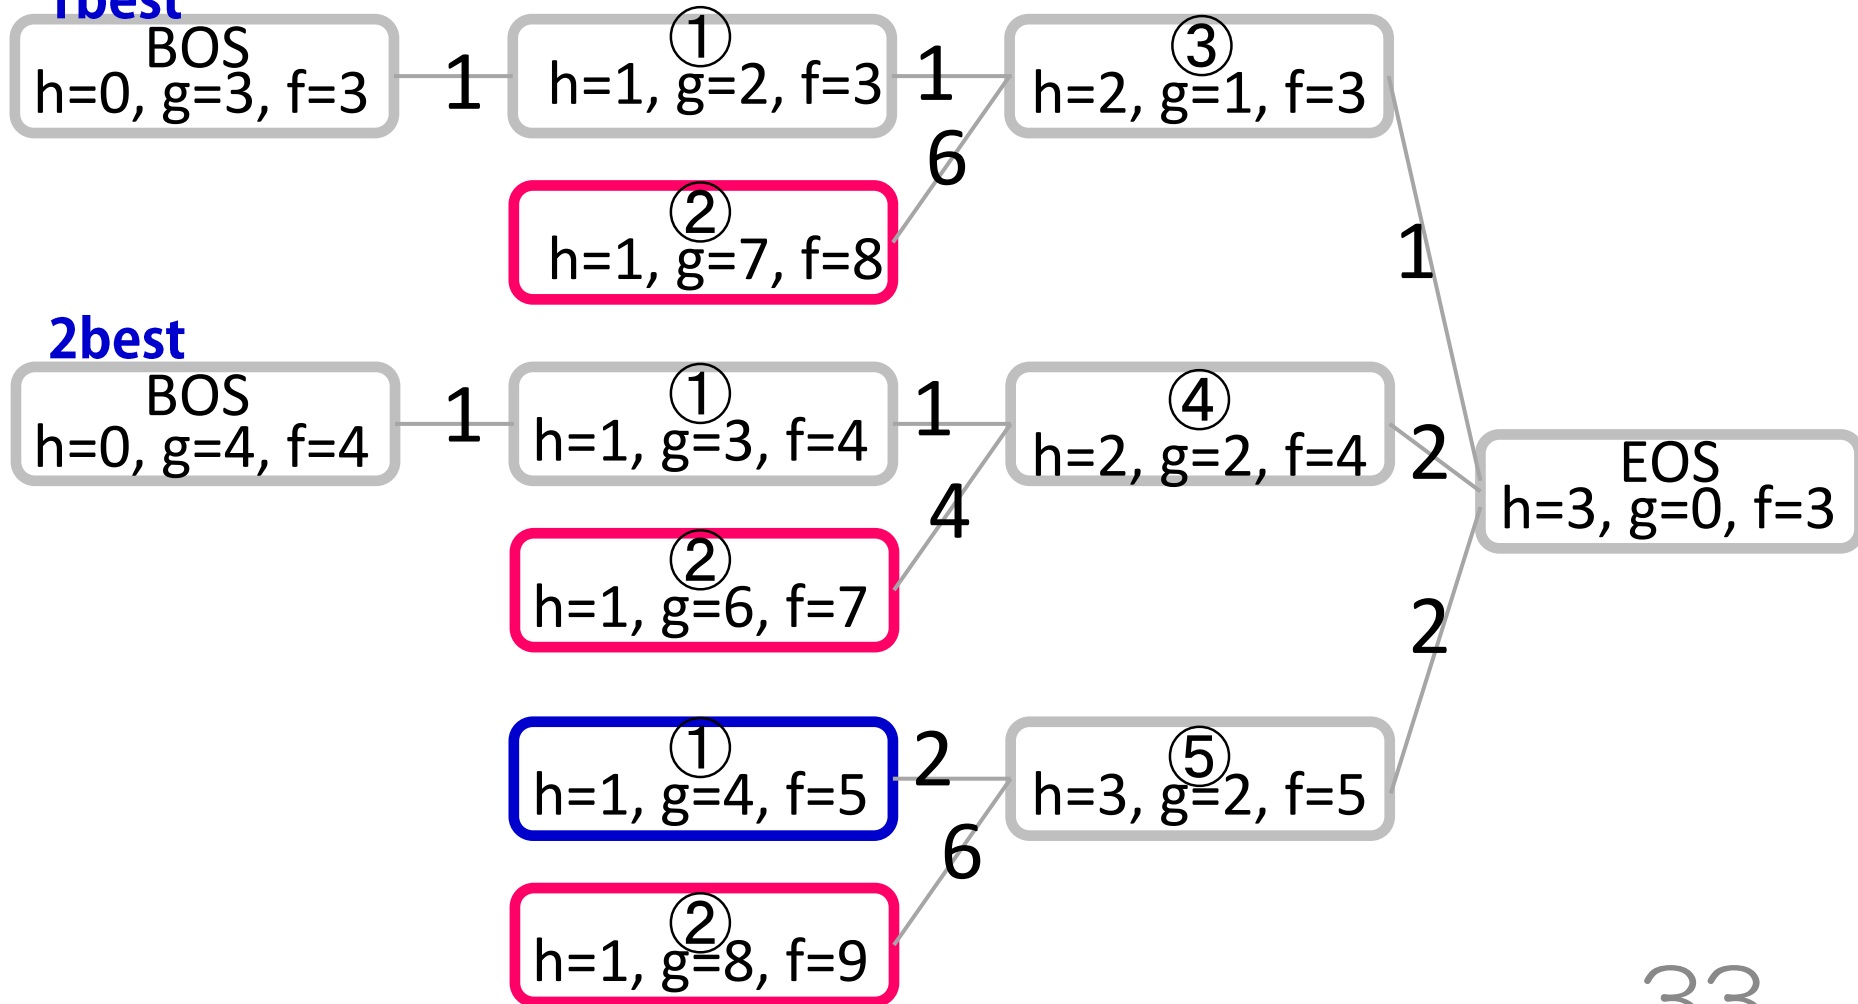 1best
BOS
h=0, g=3, f=3
1
①
h=1, g=2, f=3
1
③
h=2, g=1, f=3
6
②
h=1, g=7, f=8
1
2best
BOS
h=0, g=4, f=4
1
①
h=1, g=3, f=4
1
④
h=2, g=2, f=4
2
EOS
h=3, g=0, f=3
4
②
h=1, g=6, f=7
2
①
h=1, g=4, f=5
2
⑤
h=3, g=2, f=5
6
②
h=1, g=8, f=9
33